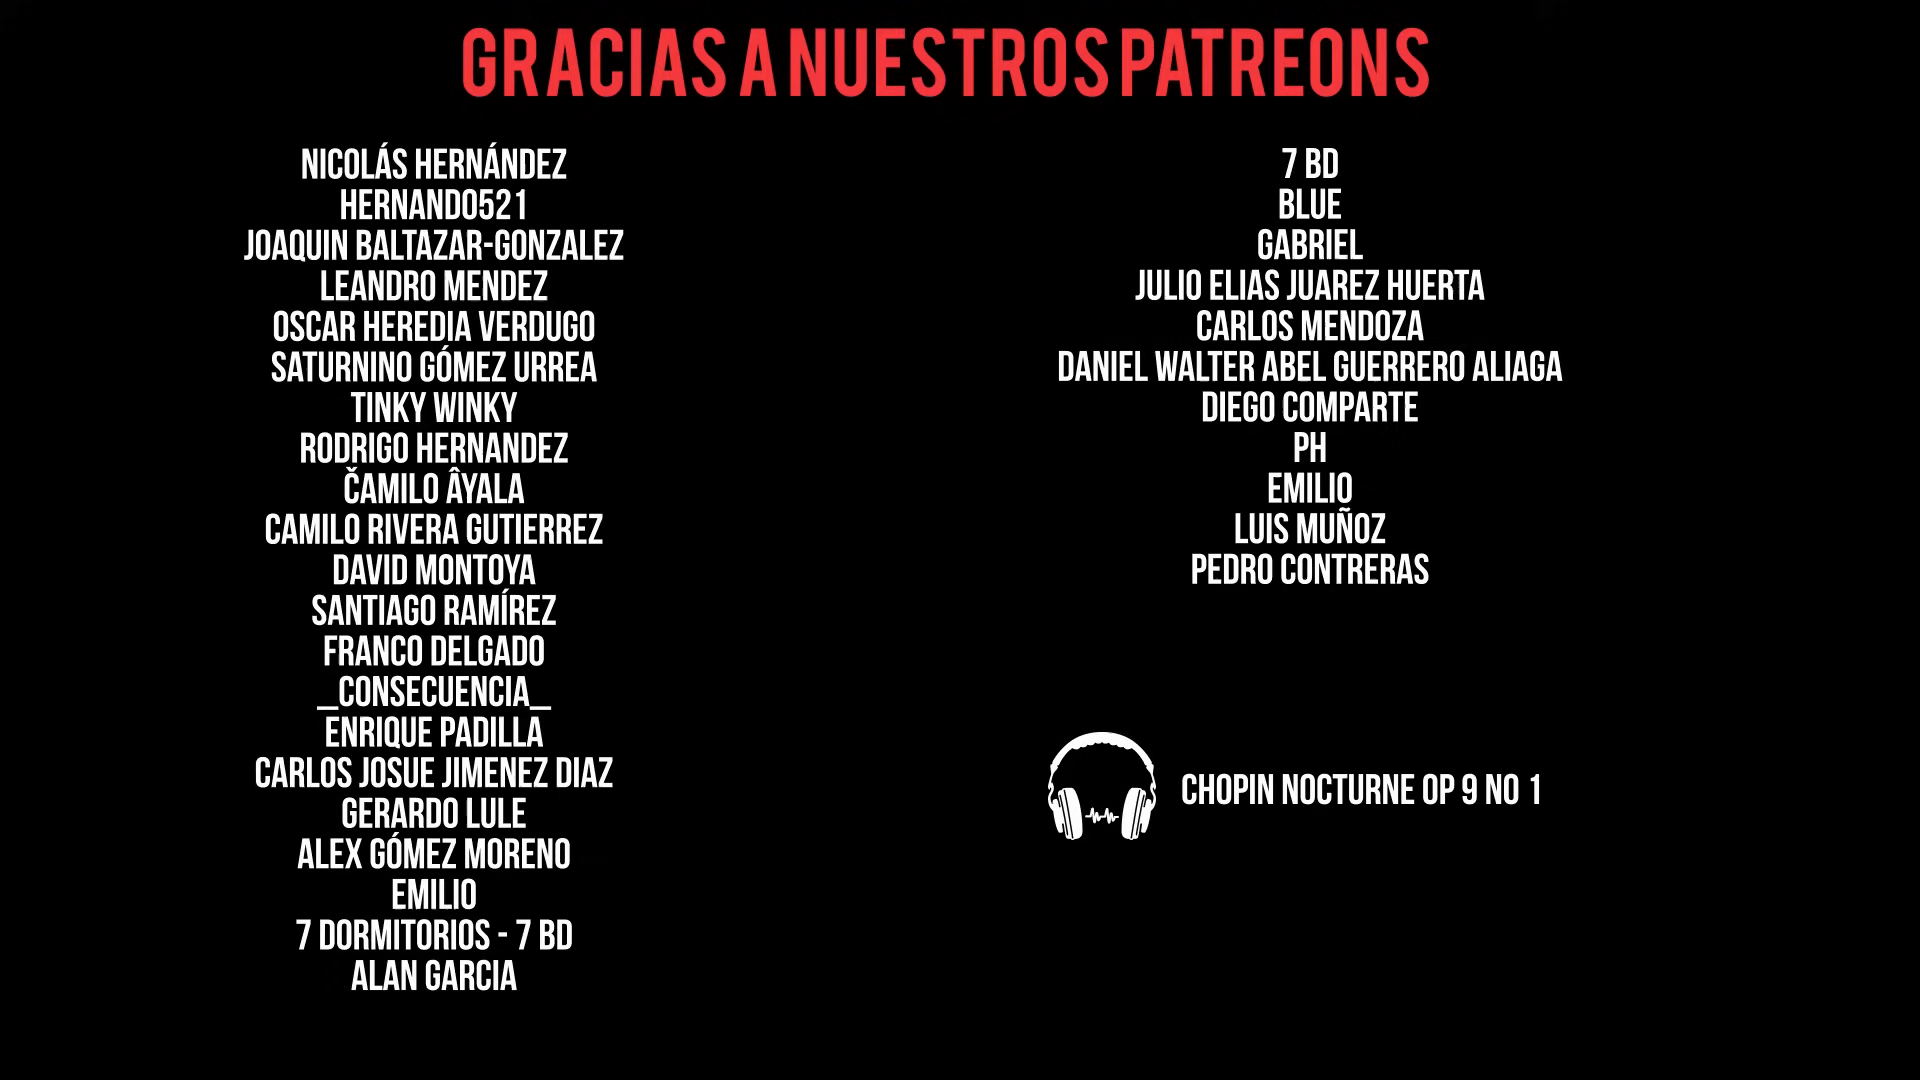 GRACIAS A NUESTROS PATREONS
NICOLÁS HERNÁNDEZ
HERNANDO521
JOAQUIN BALTAZAR-GONZALEZ
LEANDRO MENDEZ
OSCAR HEREDIA VERDUGO
SATURNINO GÓMEZ URREA
TINKY WINKY
RODRIGO HERNANDEZ
ČAMILO ÂYALA
CAMILO RIVERA GUTIERREZ
DAVID MONTOYA
SANTIAGO RAMÍREZ
FRANCO DELGADO
_CONSECUENCIA_
ENRIQUE PADILLA
CARLOS JOSUE JIMENEZ DIAZ
GERARDO LULE
ALEX GÓMEZ MORENO
EMILIO
7 DORMITORIOS - 7 BD
ALAN GARCIA
7 BD
BLUE
GABRIEL
JULIO ELIAS JUAREZ HUERTA
CARLOS MENDOZA
DANIEL WALTER ABEL GUERRERO ALIAGA
DIEGO COMPARTE
PH
EMILIO
LUIS MUÑOZ
PEDRO CONTRERAS
CHOPIN NOCTURNE OP 9 NO 1